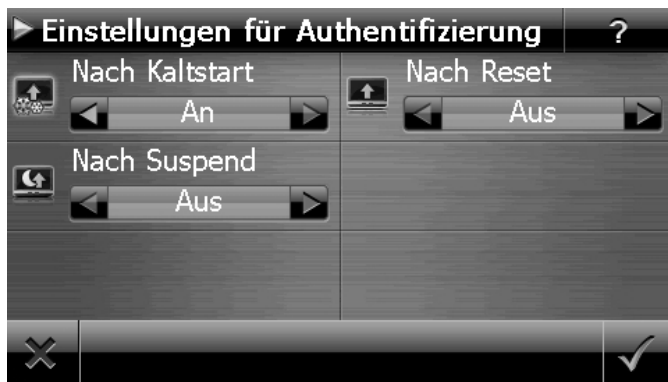 Einstellungen für Authentifizierung ?
Nach Kaltstart
An
Nach Reset
Aus
Nach Suspend
Aus